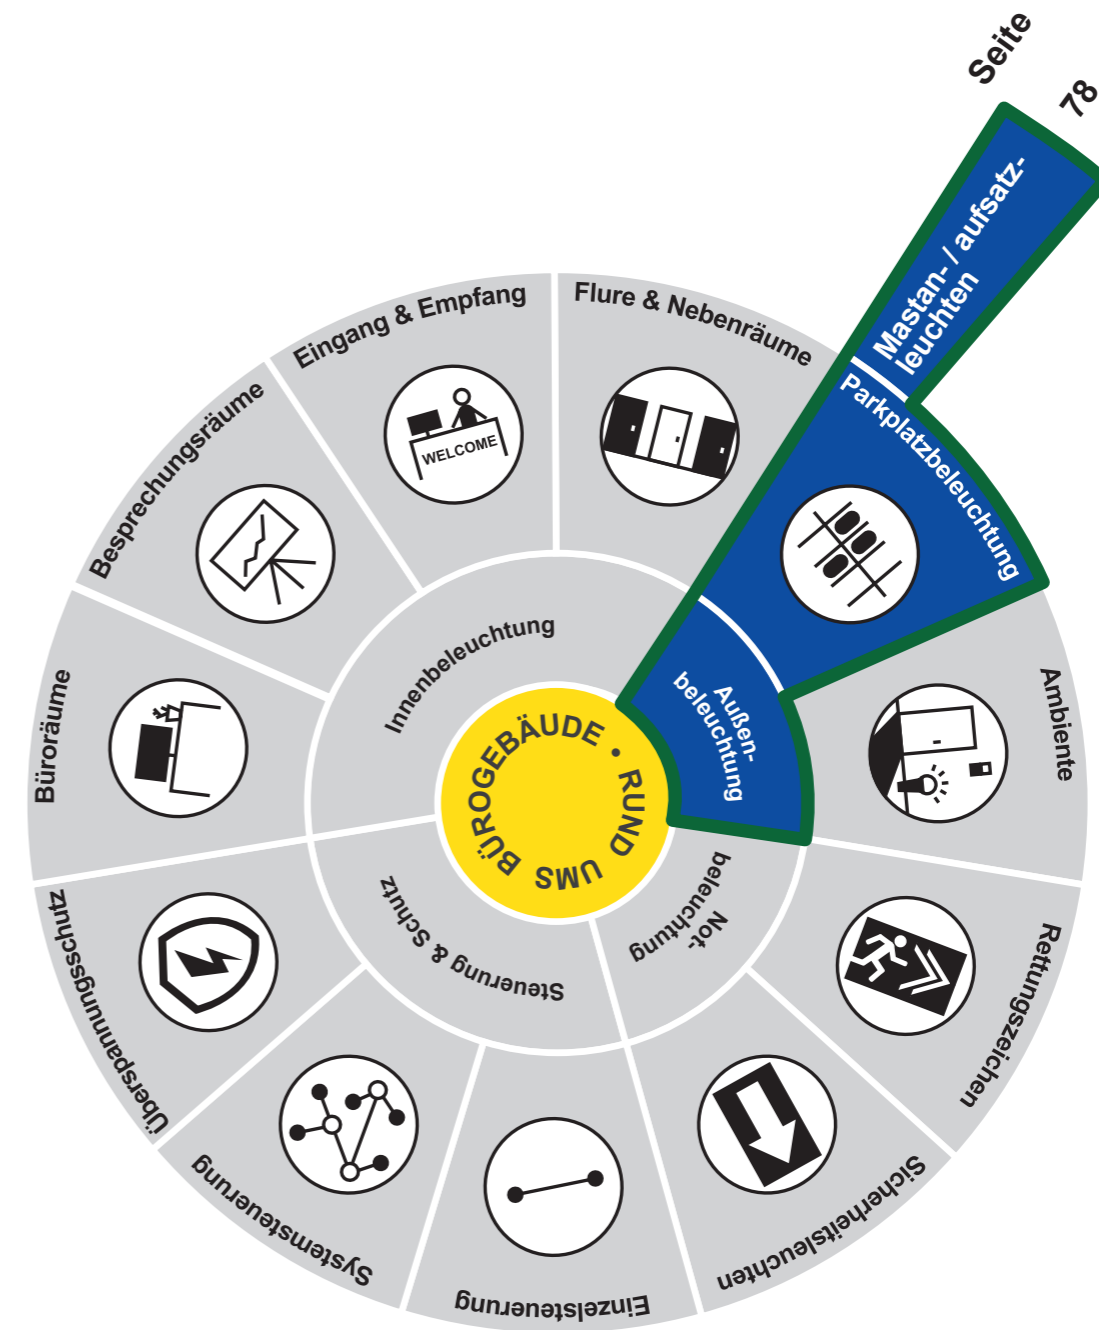 Seite
78
Mastan- / aufsatz-
leuchten
Parkplatzbeleuchtung
Außen-
beleuchtung
Ambiente
Flure & Nebenräume
Eingang & Empfang
WELCOME
Besprechungsräume
Büroräume
Innenbeleuchtung
BÜROGEBÄUDE • RUND UMS
Not-
beleuchtung
Rettungszeichen
Sicherheitsleuchten
Steuerung & Schutz
Einzelsteuerung
Systemsteuerung
Überspannungsschutz